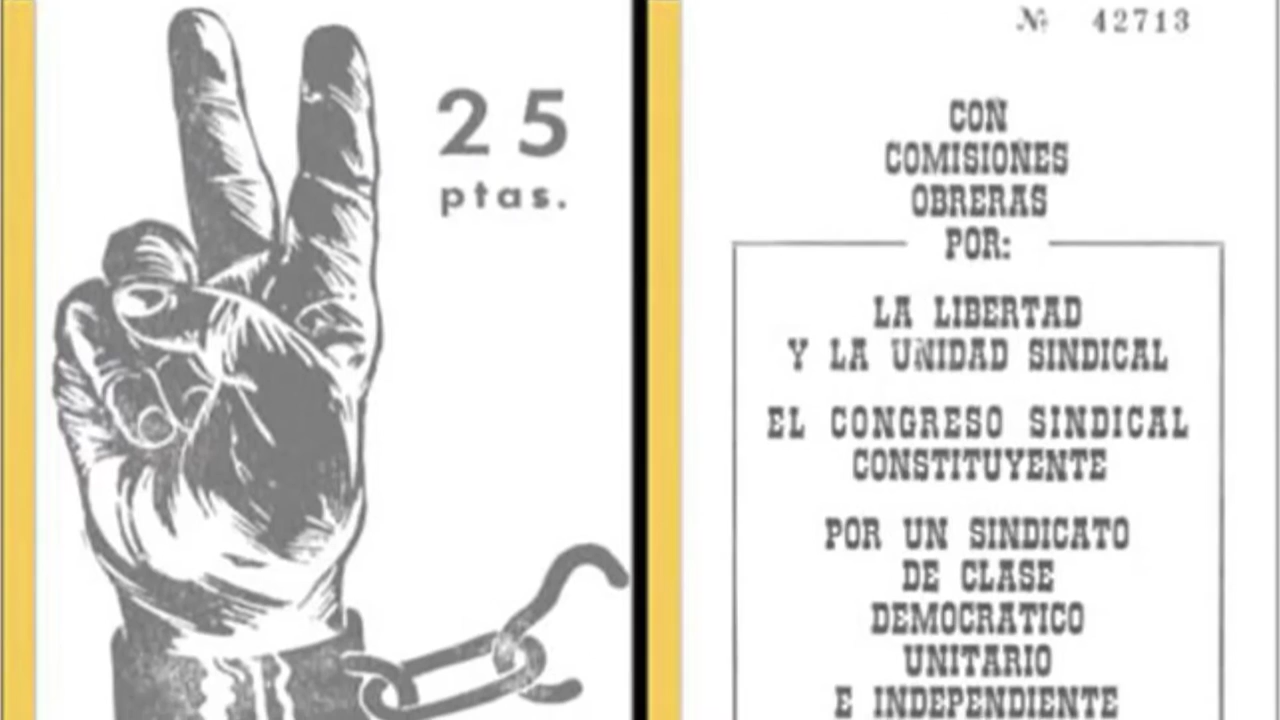 25
ptas.
Nº 42713
CON
COMISIONES
OBRERAS
POR:
LA LIBERTAD
Y LA UNIDAD SINDICAL
EL CONGRESO SINDICAL
CONSTITUYENTE
POR UN SINDICATO
DE CLASE
DEMOCRATICO
UNITARIO
E INDEPENDIENTE